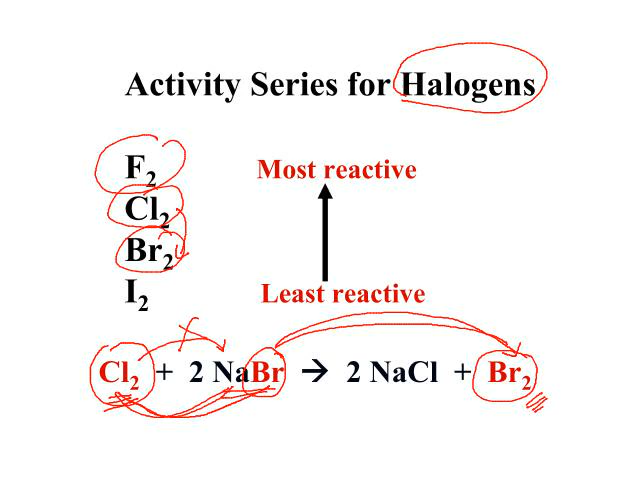 Activity Series for Halogens
F₂ Most reactive
Cl₂
Br₂
I₂ Least reactive
Cl₂ + 2 NaBr → 2 NaCl + Br₂